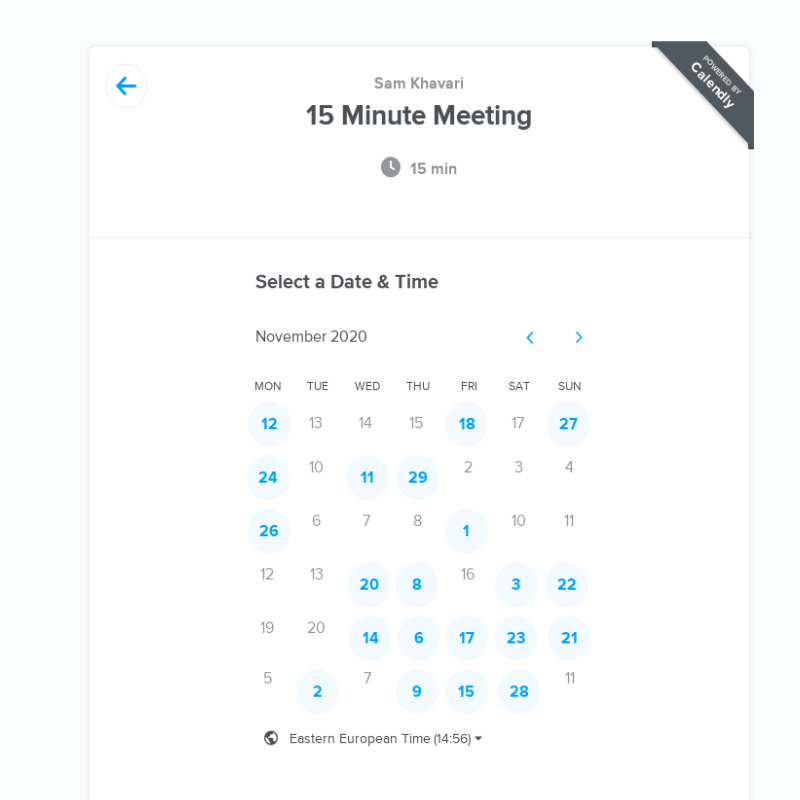 POWERED BY
Calendly
Sam Khavari
15 Minute Meeting
15 min
Select a Date & Time
November 2020
MON TUE WED THU FRI SAT SUN
12 13 14 15 18 17 27
24 10 11 29 2 3 4
26 6 7 8 1 10 11
12 13 20 8 16 3 22
19 20 14 6 17 23 21
5 2 7 9 15 28 11
Eastern European Time (14:56)